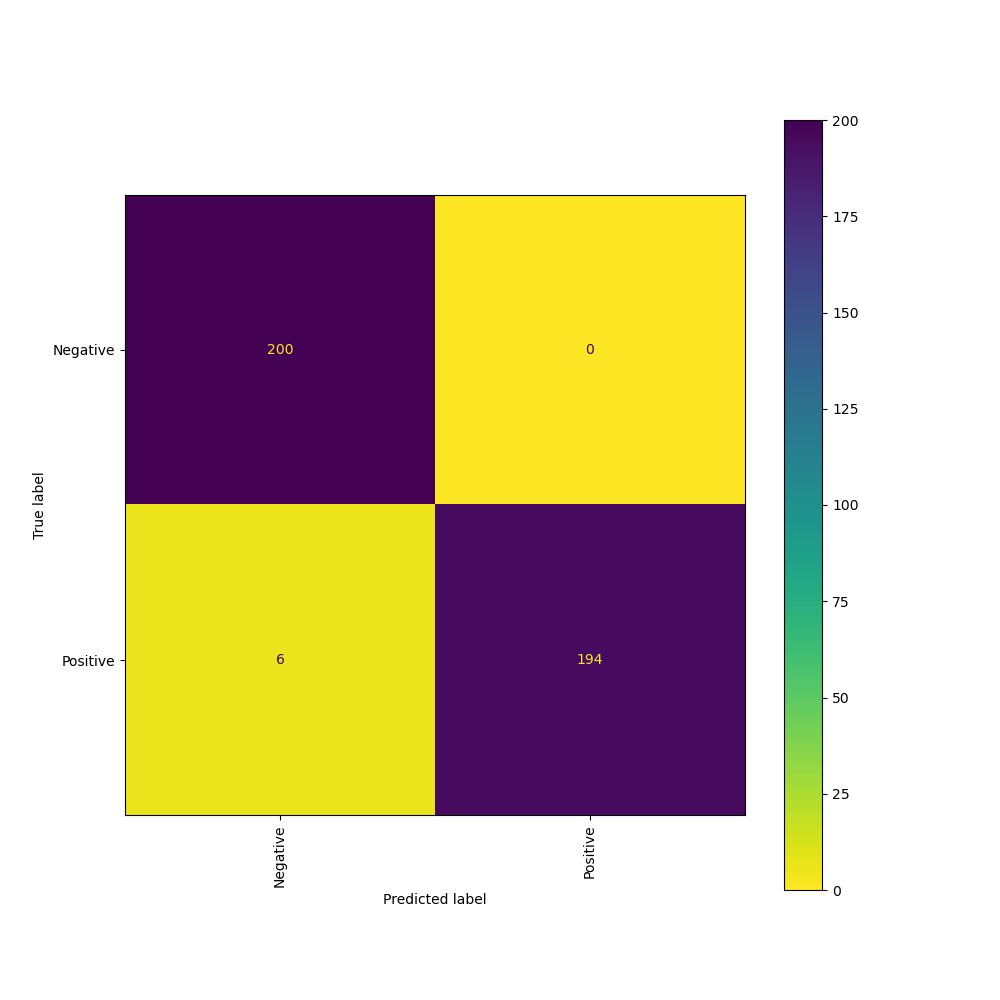 200
175
150
125
100
75
50
25
0
True label
Negative
200
0
Positive
6
194
Negative
Positive
Predicted label